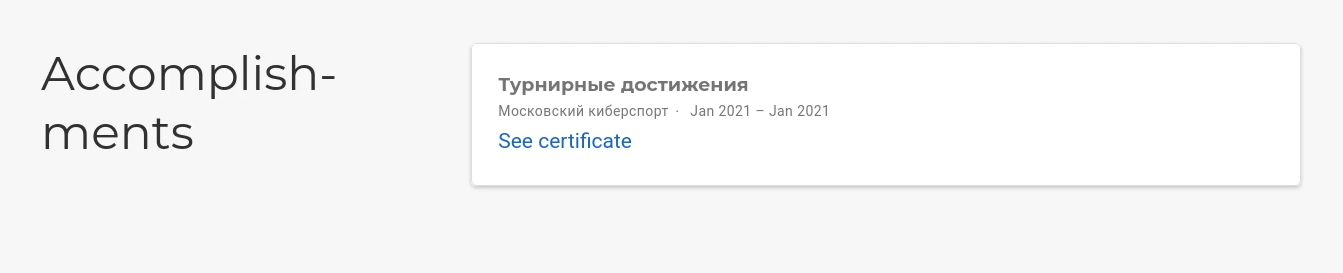 Accomplish-
ments
Турнирные достижения
Московский киберспорт · Jan 2021 – Jan 2021
See certificate